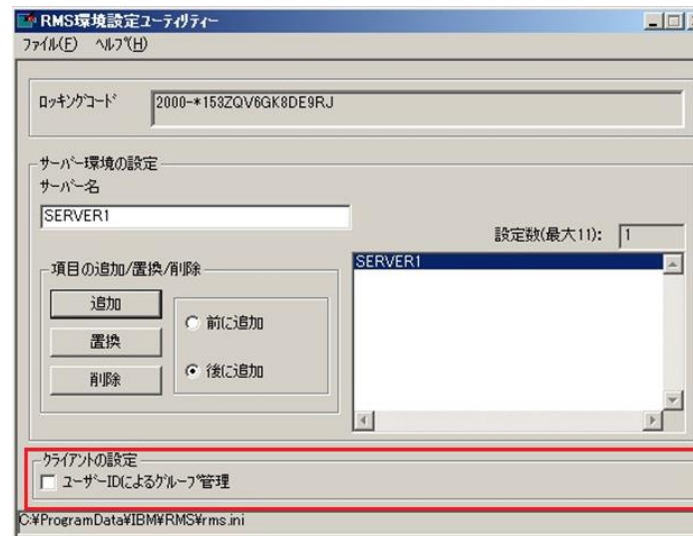 RMS環境設定ユーティリティー
ファイル(F) ヘルプ(H)
ロッキングコード 2000-*153ZQV6GK8DE9RJ
サーバー環境の設定
サーバー名
SERVER1
設定数(最大11): 1
項目の追加/置換/削除
SERVER1
追加
前に追加
置換
後に追加
削除
クライアントの設定
ユーザーIDによるグループ管理
C:¥ProgramData¥IBM¥RMS¥rms.ini